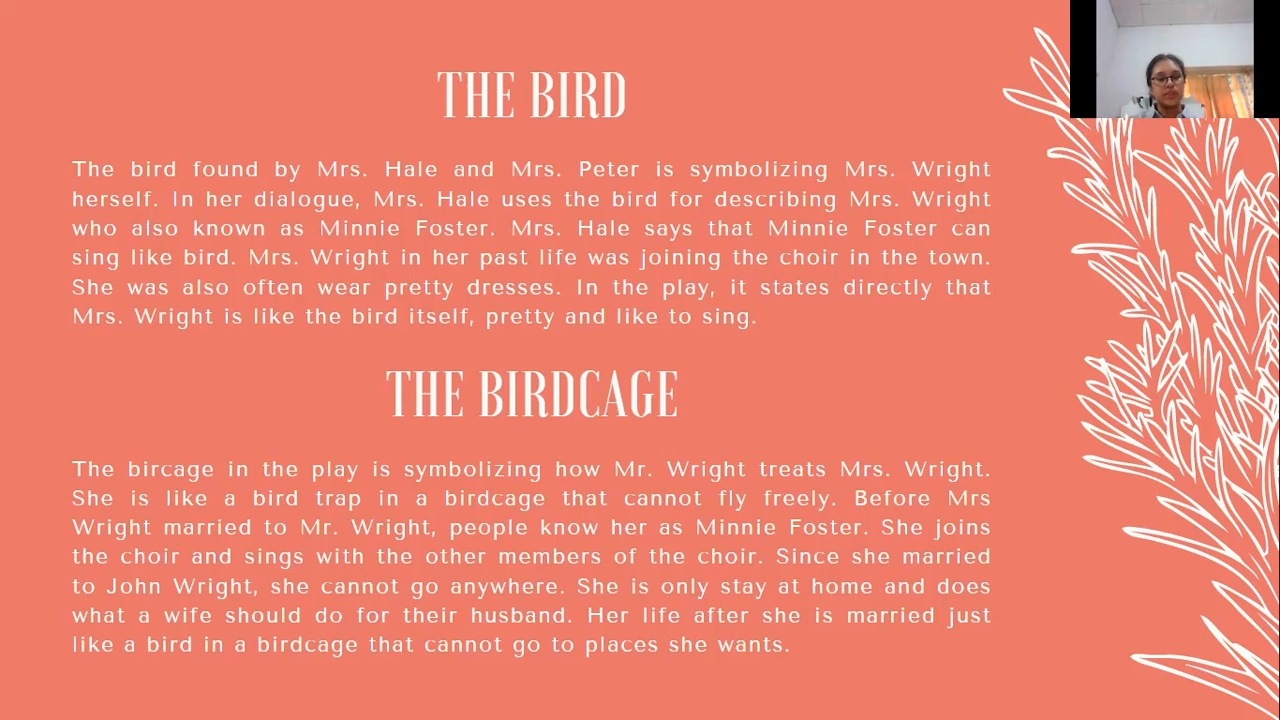 THE BIRD
The bird found by Mrs. Hale and Mrs. Peter is symbolizing Mrs. Wright
herself. In her dialogue, Mrs. Hale uses the bird for describing Mrs. Wright
who also known as Minnie Foster. Mrs. Hale says that Minnie Foster can
sing like bird. Mrs. Wright in her past life was joining the choir in the town.
She was also often wear pretty dresses. In the play, it states directly that
Mrs. Wright is like the bird itself, pretty and like to sing.
THE BIRDCAGE
The bircage in the play is symbolizing how Mr. Wright treats Mrs. Wright.
She is like a bird trap in a birdcage that cannot fly freely. Before Mrs
Wright married to Mr. Wright, people know her as Minnie Foster. She joins
the choir and sings with the other members of the choir. Since she married
to John Wright, she cannot go anywhere. She is only stay at home and does
what a wife should do for their husband. Her life after she is married just
like a bird in a birdcage that cannot go to places she wants.